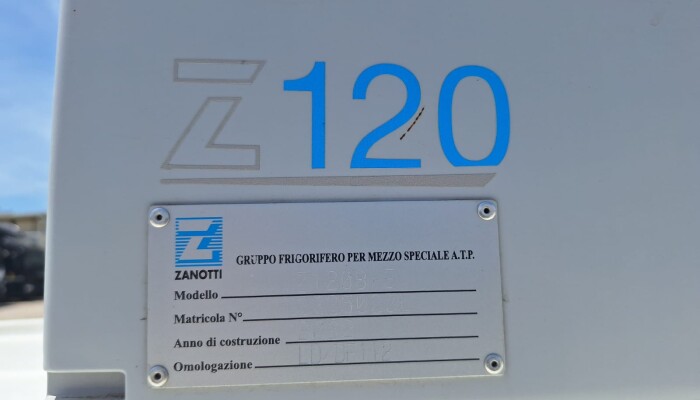 Z120
Z
ZANOTTI
GRUPPO FRIGORIFERO PER MEZZO SPECIALE A.T.P.
Modello
Matricola N°
Anno di costruzione
Omologazione